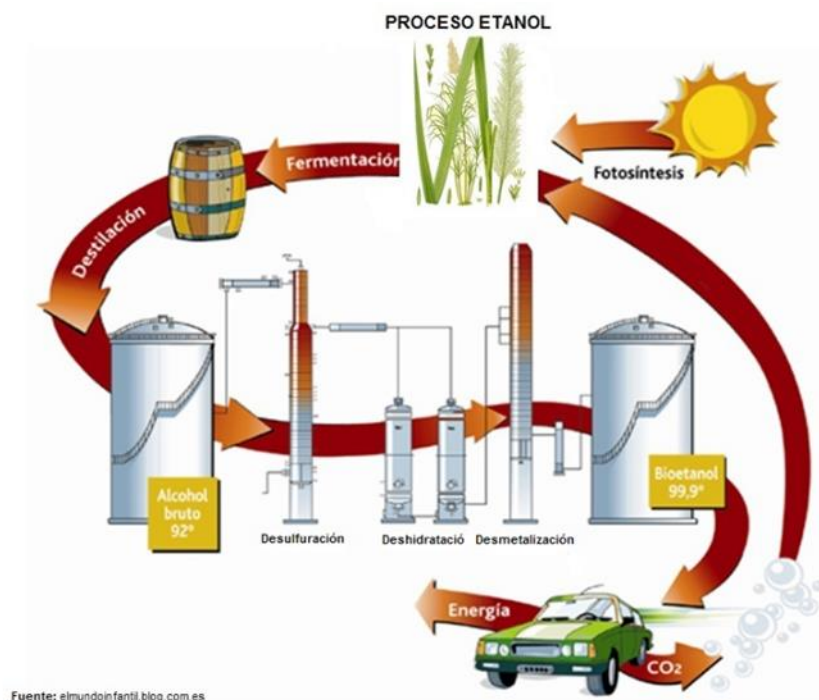 PROCESO ETANOL
Fotosíntesis
Fermentación
Destilación
Alcohol
bruto
92°
Desulfuración
Deshidratació
Desmetalización
Bioetanol
99,9°
Energía
CO₂
Fuente: elmundoinfantil.blog.com.es